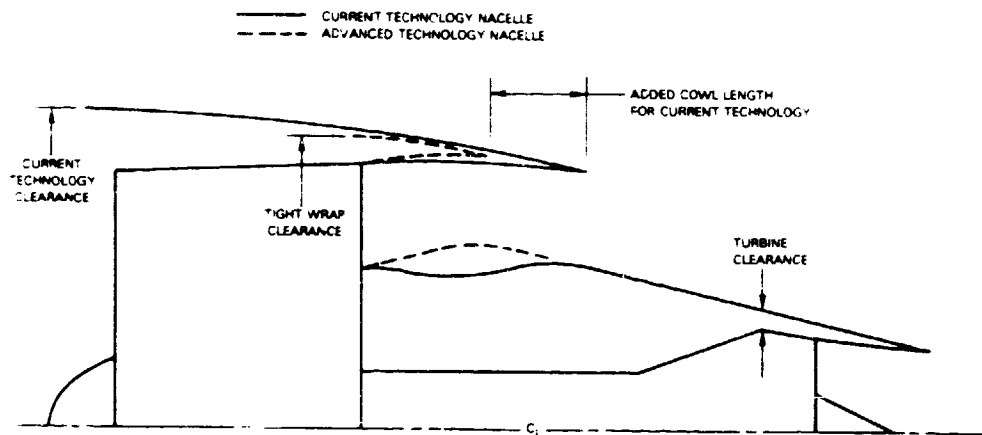 CURRENT TECHNOLOGY NACELLE
ADVANCED TECHNOLOGY NACELLE
ADDED COWL LENGTH
FOR CURRENT TECHNOLOGY
CURRENT
TECHNOLOGY
CLEARANCE
TIGHT WRAP
CLEARANCE
TURBINE
CLEARANCE
C